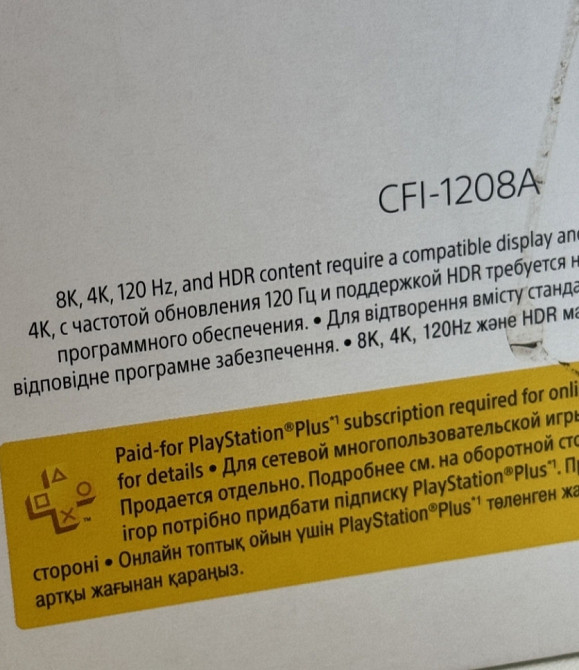 CFI-1208A
8K, 4K, 120 Hz, and HDR content require a compatible display and
4K, с частотой обновления 120 Гц и поддержкой HDR требуется
программного обеспечения. • Для відтворення вмісту
відповідне програмне забезпечення. • 8K, 4K, 120Hz және HDR
Paid-for PlayStation®Plus*¹ subscription required for
for details • Для сетевой многопользовательской игры
Продается отдельно. Подробнее см. на оборотной
ігор потрібно придбати підписку PlayStation®Plus*¹.
стороні • Онлайн топтық ойын үшін PlayStation®Plus*¹ төленген
артқы жағынан қараңыз.